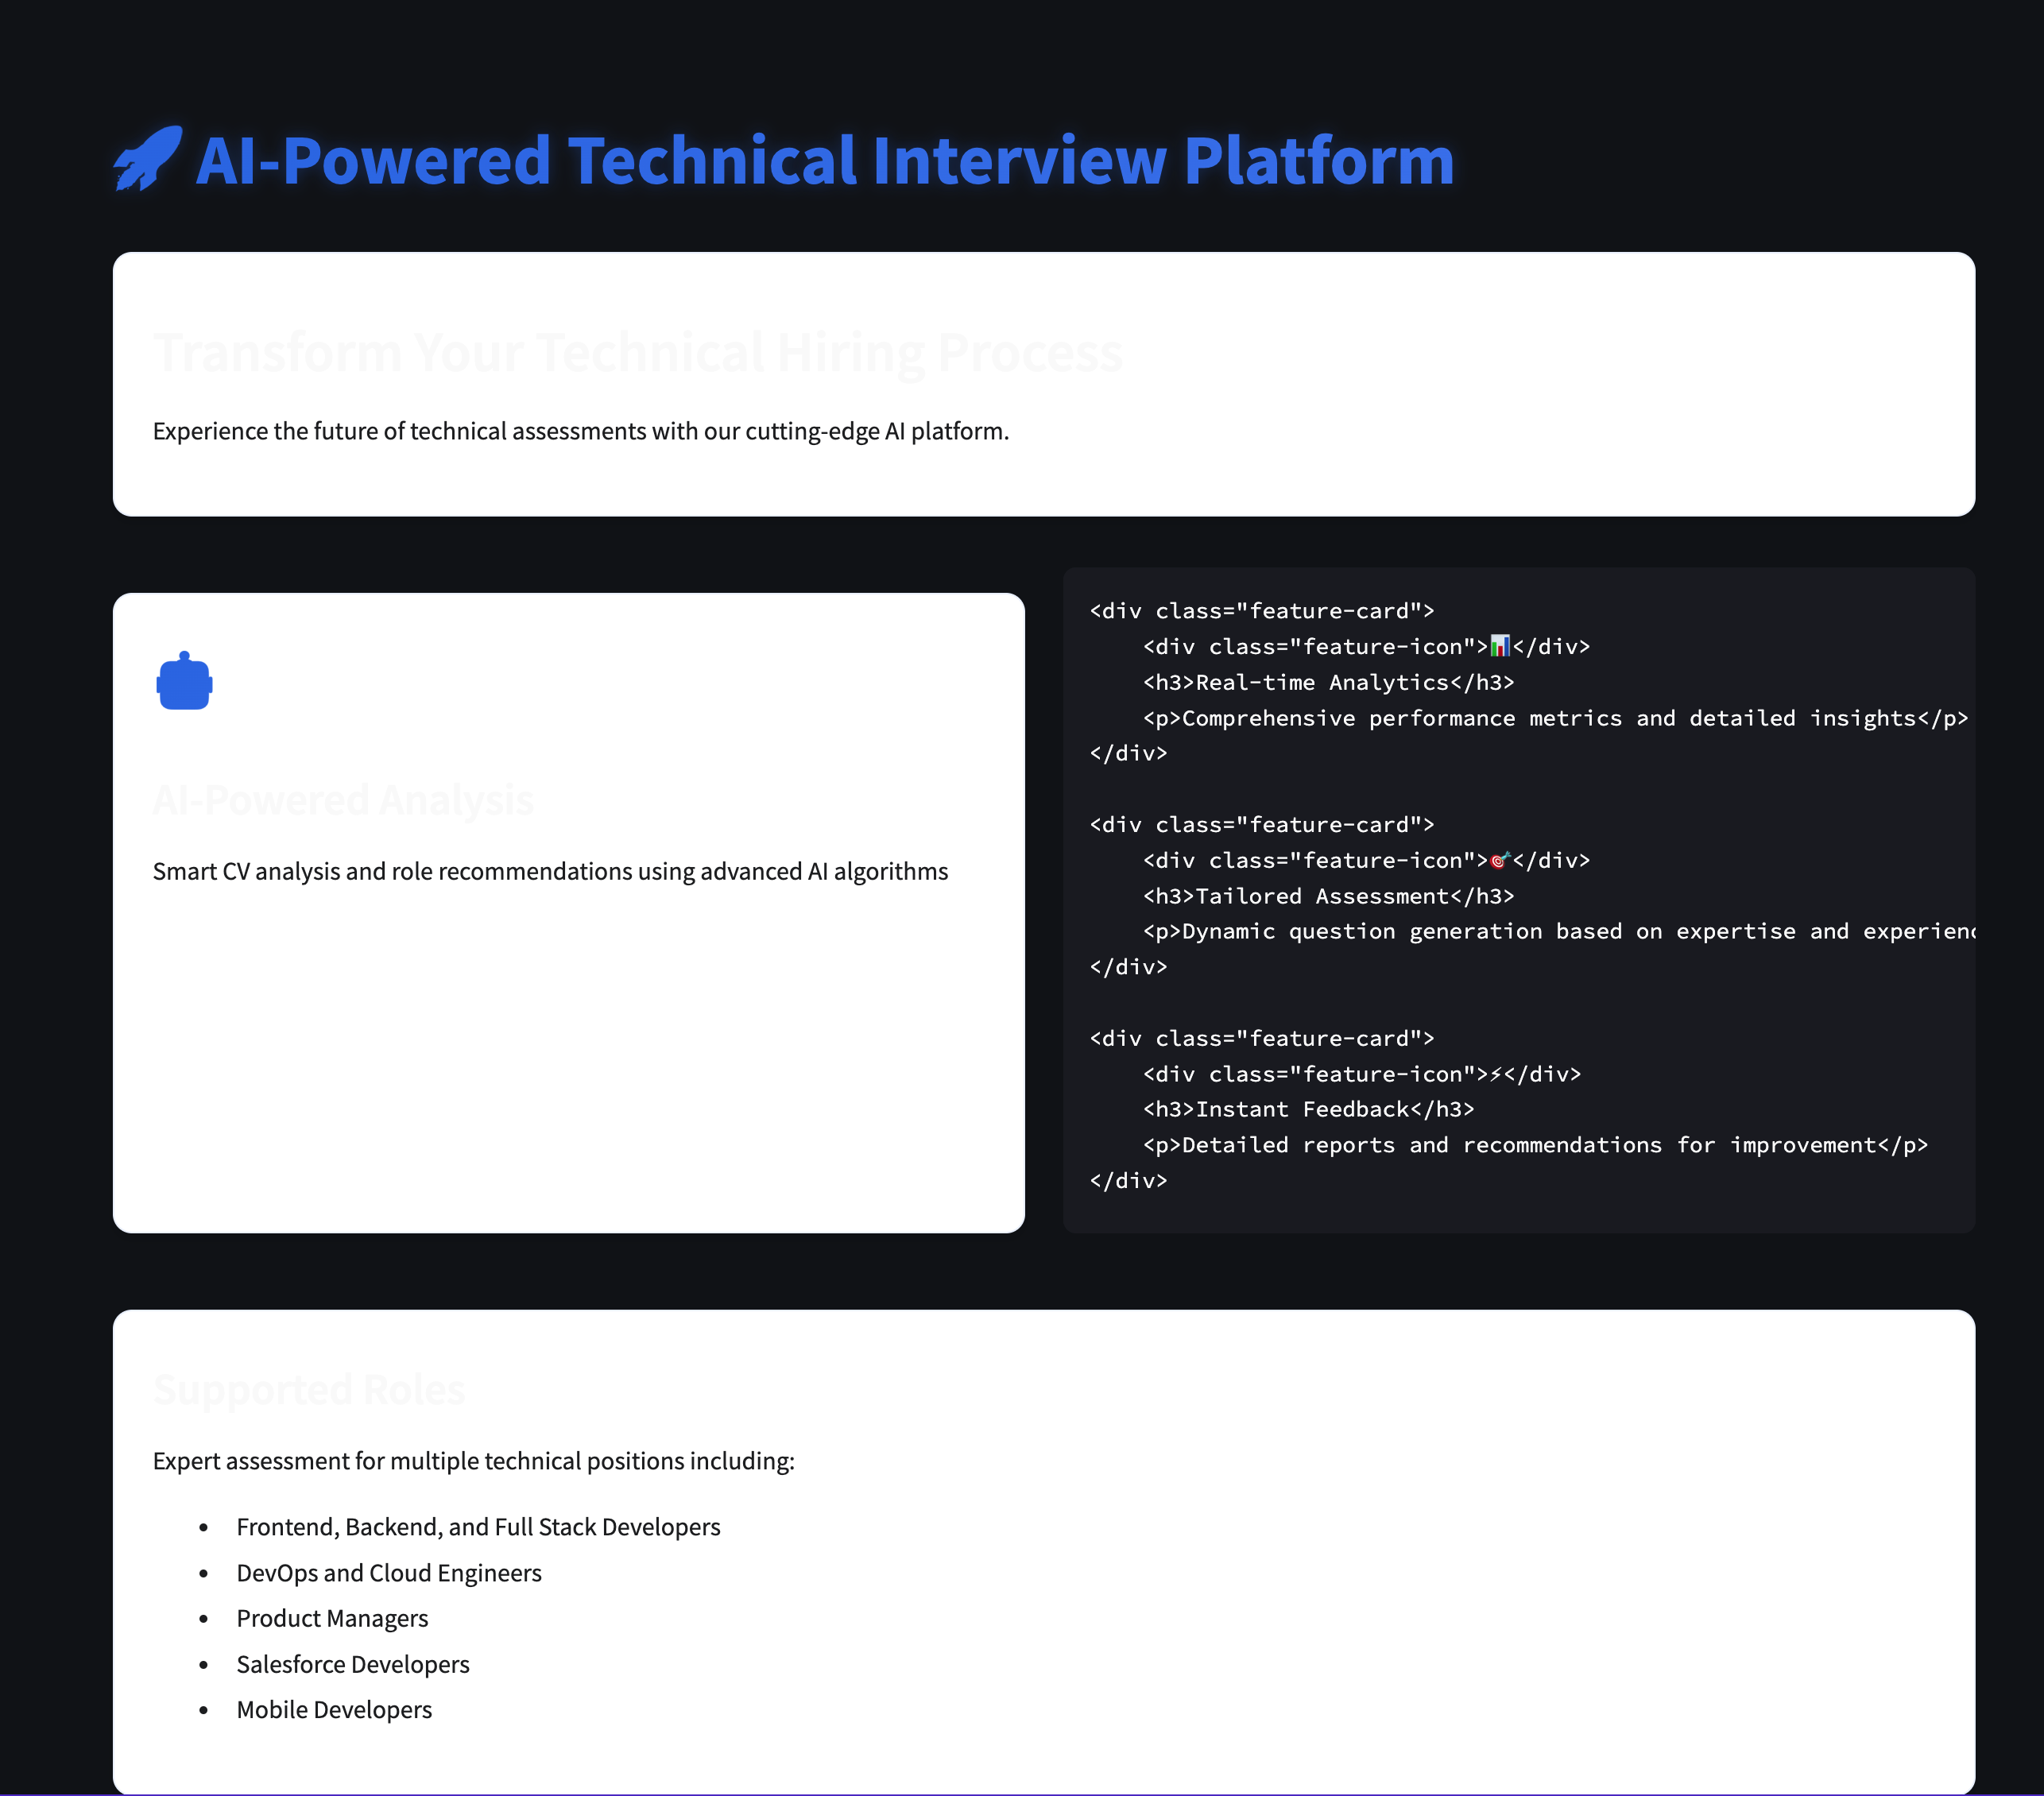 🚀 AI-Powered Technical Interview Platform
Transform Your Technical Hiring Process
Experience the future of technical assessments with our cutting-edge AI platform.
AI-Powered Analysis
Smart CV analysis and role recommendations using advanced AI algorithms
<div class="feature-card">
    <div class="feature-icon">📊</div>
    <h3>Real-time Analytics</h3>
    <p>Comprehensive performance metrics and detailed insights</p>
</div>
<div class="feature-card">
    <div class="feature-icon">🎯</div>
    <h3>Tailored Assessment</h3>
    <p>Dynamic question generation based on expertise and experienc
</div>
<div class="feature-card">
    <div class="feature-icon">⚡</div>
    <h3>Instant Feedback</h3>
    <p>Detailed reports and recommendations for improvement</p>
</div>
Supported Roles
Expert assessment for multiple technical positions including:
• Frontend, Backend, and Full Stack Developers
• DevOps and Cloud Engineers
• Product Managers
• Salesforce Developers
• Mobile Developers